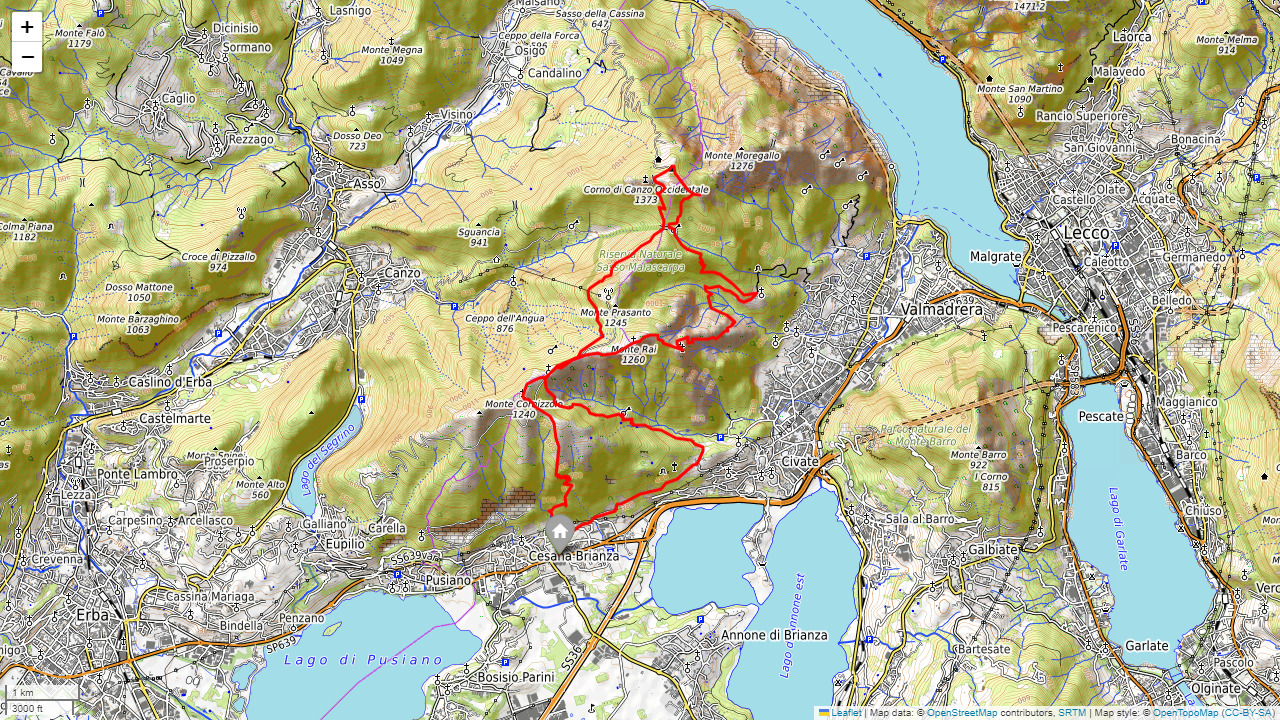 +
−
Lasnigo
Maisano
Sasso della Cassina
647
1471.2
Monte Falò
1179
Dicinisio
Sormano
Ceppo della Forca
596
Osigo
Laorca
Monte Melma
914
Monte Megna
1049
Candalino
Malavedo
Caglio
Monte San Martino
1090
Visino
Rancio Superiore
Rezzago
Dosso Deo
723
Bonacina
San Giovanni
Monte Moregallo
1276
Asso
Corno di Canzo Occidentale
1373
Olate
Castello
Acquate
Colma Piana
1182
Sguancia
941
Lecco
Croce di Pizzallo
974
Riserva Naturale
Sasso Malascarpa
Malgrate
Caleotto
Germanedo
Canzo
Dosso Mattone
1050
Monte Barzaghino
1063
Ceppo dell'Angua
876
Monte Prasanto
1245
Valmadrera
SS639
Belledo
Pescarenico
Monte Rai
1260
Caslino d'Erba
Monte Cornizzolo
1240
Maggianico
Castelmarte
Pescate
Parco naturale del
Monte Barro
Lago del Segrino
Proserpio
Ponte Lambro
Monte Barro
922
Barco
Civate
I Corno
815
Lezza
Monte Alto
560
Lago di Garlate
Carpesino
Arcellasco
Galliano
Carella
Eupilio
Sala al Barro
Chiuso
Galbiate
Crevenna
SS639var
Cesana Brianza
Pusiano
Cassina Mariaga
Erba
Penzano
Bindella
SP639
Lago di Pusiano
SS36
Annone di Brianza
Lago d'Annone est
Bartesate
Garlate
Pascolo
Bosisio Parini
Olginate
1 km
3000 ft
Leaflet | Map data: © OpenStreetMap contributors, SRTM | Map style: © OpenTopoMap (CC-BY-SA)